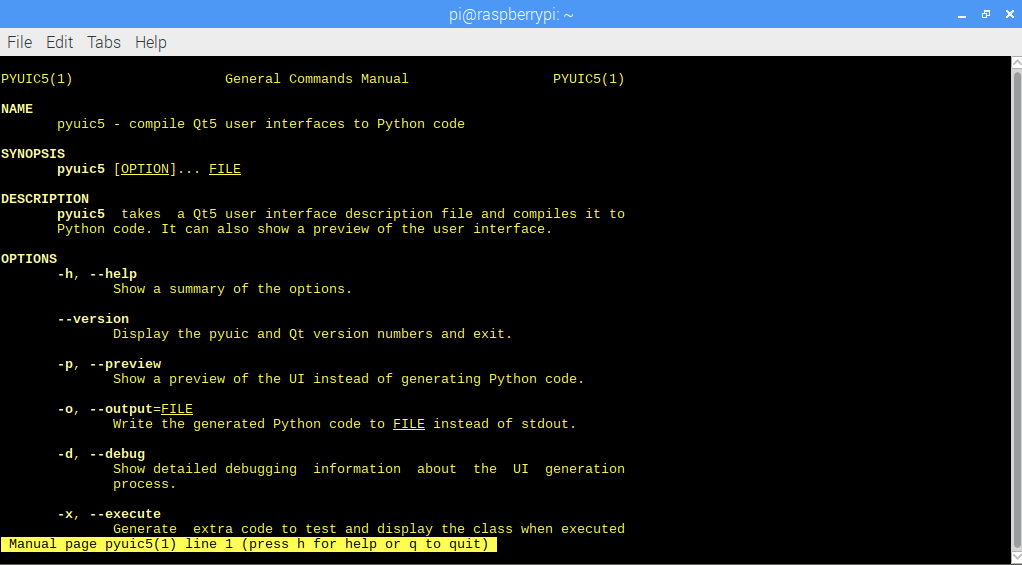 pi@raspberrypi: ~
File Edit Tabs Help
PYUIC5(1) General Commands Manual PYUIC5(1)
NAME
pyuic5 - compile Qt5 user interfaces to Python code
SYNOPSIS
pyuic5 [OPTION]... FILE
DESCRIPTION
pyuic5 takes a Qt5 user interface description file and compiles it to
Python code. It can also show a preview of the user interface.
OPTIONS
-h, --help
Show a summary of the options.
--version
Display the pyuic and Qt version numbers and exit.
-p, --preview
Show a preview of the UI instead of generating Python code.
-o, --output=FILE
Write the generated Python code to FILE instead of stdout.
-d, --debug
Show detailed debugging information about the UI generation
process.
-x, --execute
Generate extra code to test and display the class when executed
Manual page pyuic5(1) line 1 (press h for help or q to quit)